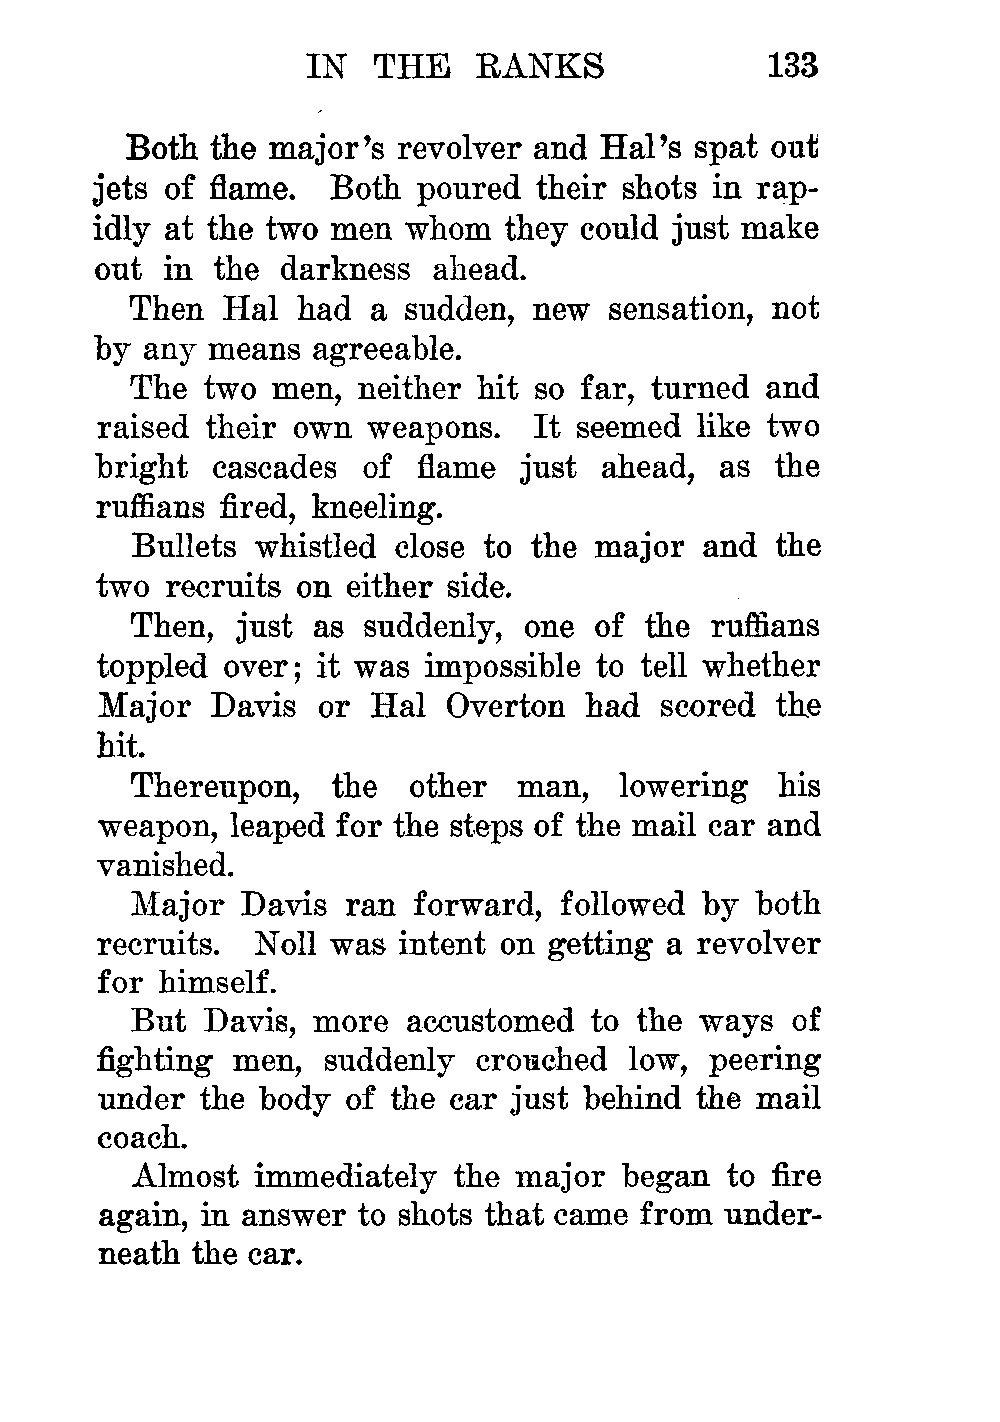 IN THE RANKS 133
Both the major's revolver and Hal's spat out
jets of flame. Both poured their shots in rap-
idly at the two men whom they could just make
out in the darkness ahead.
Then Hal had a sudden, new sensation, not
by any means agreeable.
The two men, neither hit so far, turned and
raised their own weapons. It seemed like two
bright cascades of flame just ahead, as the
ruffians fired, kneeling.
Bullets whistled close to the major and the
two recruits on either side.
Then, just as suddenly, one of the ruffians
toppled over; it was impossible to tell whether
Major Davis or Hal Overton had scored the
hit.
Thereupon, the other man, lowering his
weapon, leaped for the steps of the mail car and
vanished.
Major Davis ran forward, followed by both
recruits. Noll was intent on getting a revolver
for himself.
But Davis, more accustomed to the ways of
fighting men, suddenly crouched low, peering
under the body of the car just behind the mail
coach.
Almost immediately the major began to fire
again, in answer to shots that came from under-
neath the car.